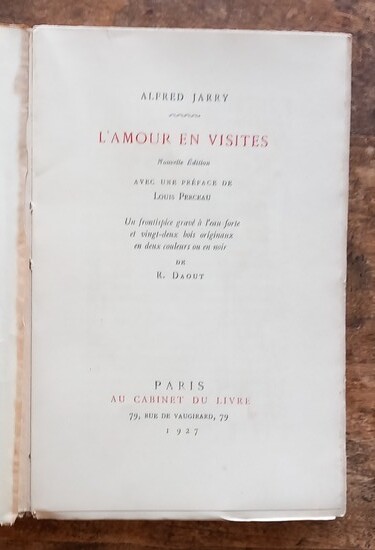 ALFRED JARRY
L'AMOUR EN VISITES
Nouvelle Édition
AVEC UNE PRÉFACE DE
LOUIS PERCEAU
Un frontispice gravé à l'eau forte
et vingt-deux bois originaux
en deux couleurs ou en noir
DE
R. DAOUT
PARIS
AU CABINET DU LIVRE
79, RUE DE VAUGIRARD, 79
1927